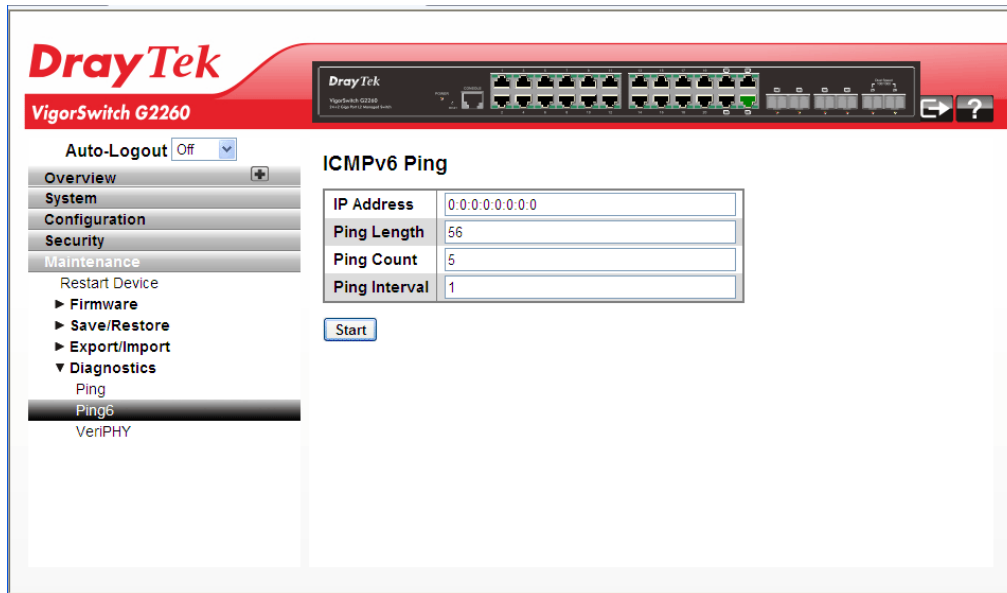 DrayTek
VigorSwitch G2260
DrayTek
VigorSwitch G2260
CONSOLE
Auto-Logout Off
Overview
System
Configuration
Security
Maintenance
Restart Device
► Firmware
► Save/Restore
► Export/Import
▼ Diagnostics
Ping
Ping6
VeriPHY
ICMPv6 Ping
IP Address 0:0:0:0:0:0:0:0
Ping Length 56
Ping Count 5
Ping Interval 1
Start